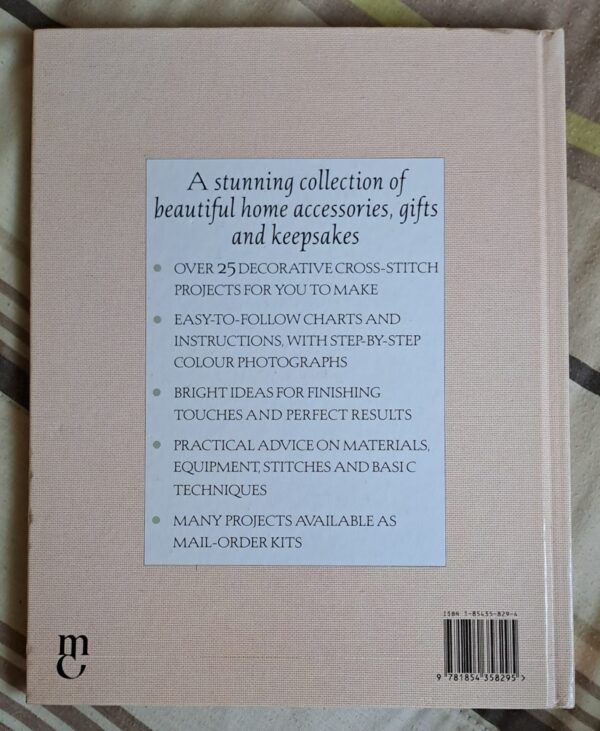 A stunning collection of
beautiful home accessories, gifts
and keepsakes
• OVER 25 DECORATIVE CROSS-STITCH
PROJECTS FOR YOU TO MAKE
• EASY-TO-FOLLOW CHARTS AND
INSTRUCTIONS, WITH STEP-BY-STEP
COLOUR PHOTOGRAPHS
• BRIGHT IDEAS FOR FINISHING
TOUCHES AND PERFECT RESULTS
• PRACTICAL ADVICE ON MATERIALS,
EQUIPMENT, STITCHES AND BASIC
TECHNIQUES
• MANY PROJECTS AVAILABLE AS
MAIL-ORDER KITS
ISBN 1-85435-829-4
9 781854 358295 >
m
c